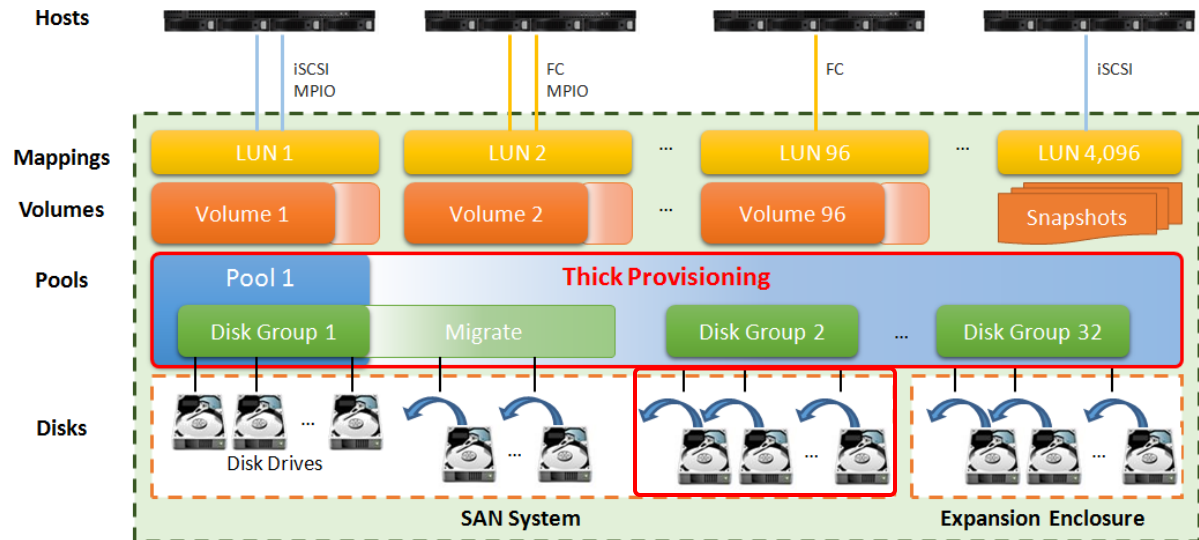 Hosts
iSCSI
MPIO
FC
MPIO
FC
iSCSI
Mappings
LUN 1
LUN 2
...
LUN 96
...
LUN 4,096
Volumes
Volume 1
Volume 2
...
Volume 96
Snapshots
Pools
Pool 1
Thick Provisioning
Disk Group 1
Migrate
Disk Group 2
...
Disk Group 32
Disks
...
...
...
...
Disk Drives
SAN System
Expansion Enclosure